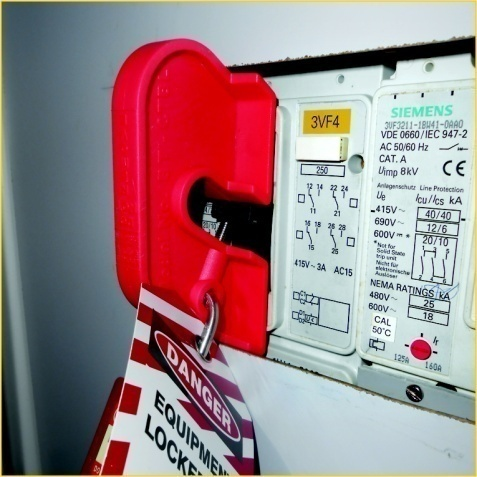 3VF4
250
12 14 22 24
11 21
16 18 26 28
15 25
415V~ 3A AC15
SIEMENS
3VF3211-1BW41-0AA0
VDE 0660/IEC 947-2
AC 50/60 Hz
CAT. A
Uimp 8kV
CE
Anlagenschutz Line Protection
Ue Icu/Ics kA
415V~ 40/40
690V~ 12/6
600V= * 20/10
*Not for
Solid State
trip unit
Nicht für
elektronische
Auslöser
NEMA RATINGS/kA
480V~ 25
600V~ 18
CAL
50°C
Ir
125A 160A
DANGER
EQUIPMENT
LOCKE